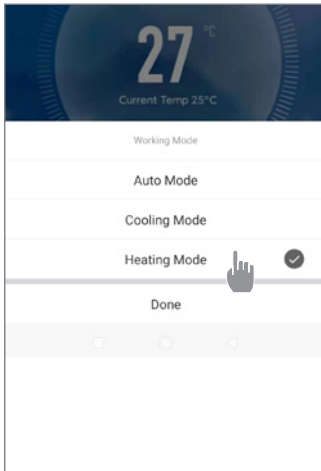 27 °C
Current Temp 25°C
Working Mode
Auto Mode
Cooling Mode
Heating Mode
Done